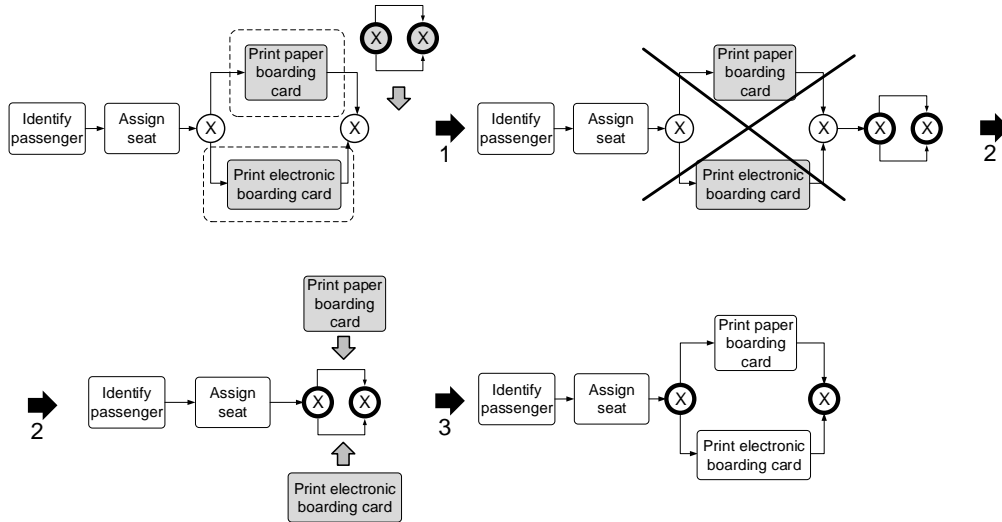 X
X
Print paper
boarding
card
Identify
passenger
Assign
seat
X
X
Print electronic
boarding card
1
Print paper
boarding
card
Identify
passenger
Assign
seat
X
X
X
X
Print electronic
boarding card
2
Print paper
boarding
card
2
Identify
passenger
Assign
seat
X
X
Print electronic
boarding card
3
Print paper
boarding
card
Identify
passenger
Assign
seat
X
X
Print electronic
boarding card